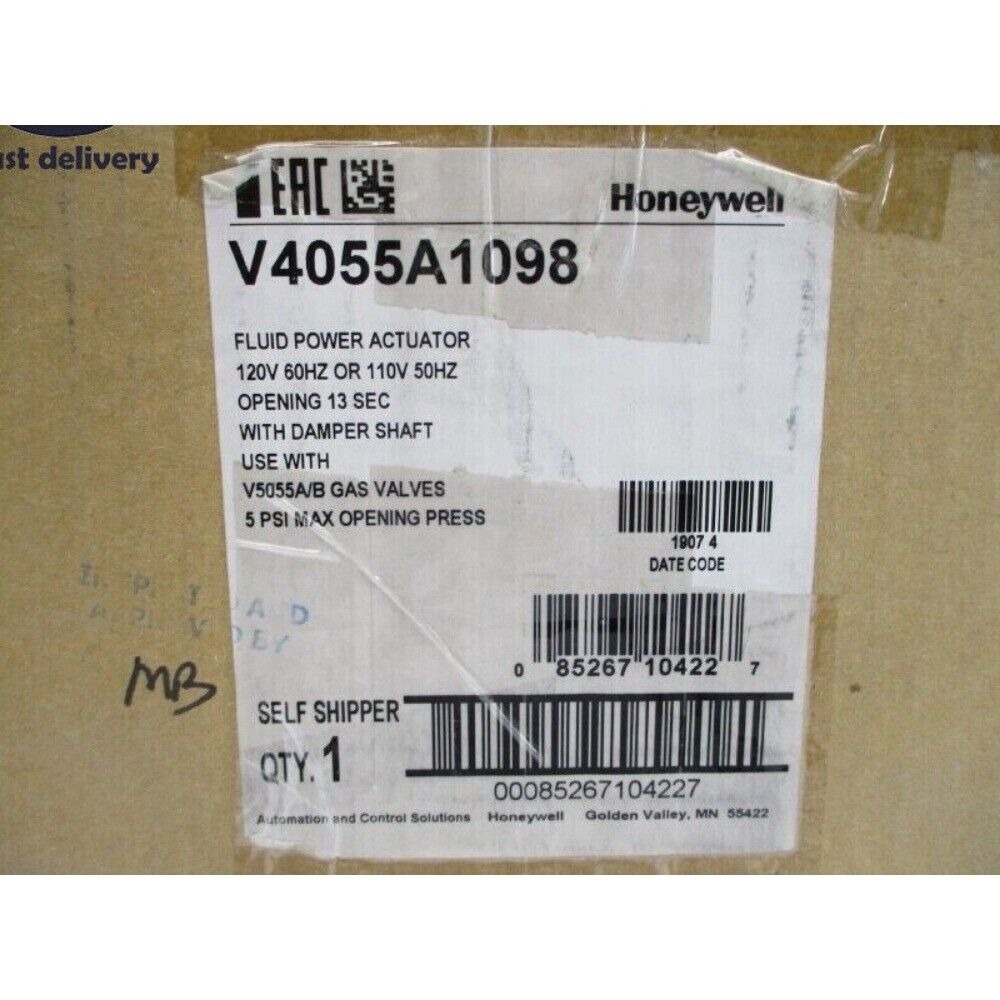 ast delivery
EAC
Honeywell
V4055A1098
FLUID POWER ACTUATOR
120V 60HZ OR 110V 50HZ
OPENING 13 SEC
WITH DAMPER SHAFT
USE WITH
V5055A/B GAS VALVES
5 PSI MAX OPENING PRESS
1907 4
DATE CODE
0 85267 10422 7
MB
SELF SHIPPER
QTY. 1
00085267104227
Automation and Control Solutions Honeywell Golden Valley, MN 55422